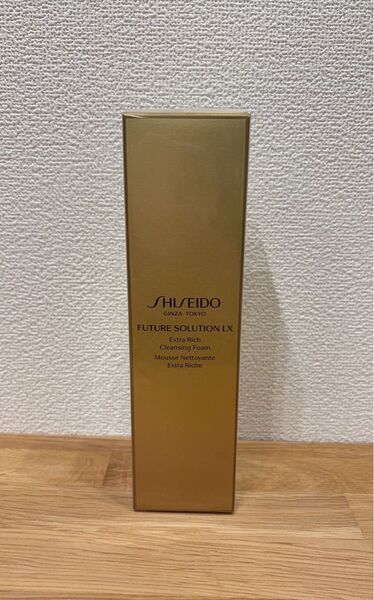 SHISEIDO
GINZA TOKYO
FUTURE SOLUTION LX
Extra Rich
Cleansing Foam
Mousse Nettoyante
Extra Riche